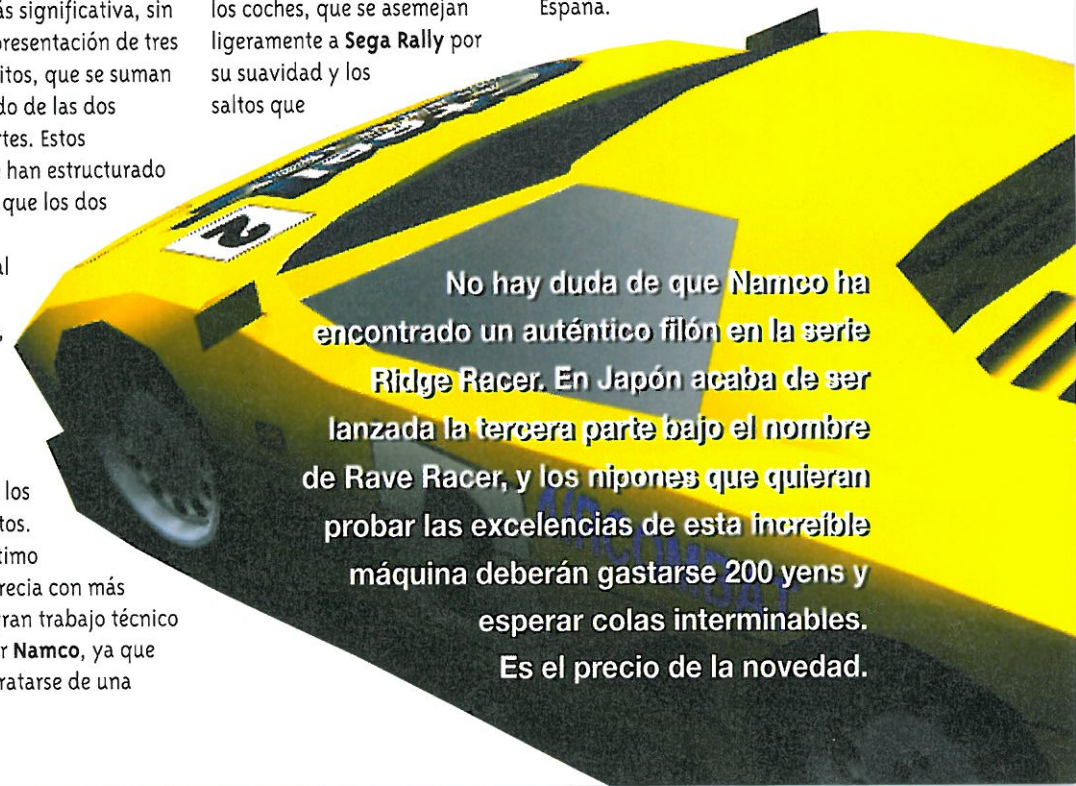 ás significativa, sin
resentación de tres
itos, que se suman
do de las dos
rtes. Estos
han estructurado
que los dos
al
los
tos.
timo
recia con más
ran trabajo técnico
r Namco, ya que
ratarse de una
los coches, que se asemejan
ligeramente a Sega Rally por
su suavidad y los
saltos que
España.
2
No hay duda de que Namco ha
encontrado un auténtico filón en la serie
Ridge Racer. En Japón acaba de ser
lanzada la tercera parte bajo el nombre
de Rave Racer, y los nipones que quieran
probar las excelencias de esta increíble
máquina deberán gastarse 200 yens y
esperar colas interminables.
Es el precio de la novedad.
AIRCOMBAT